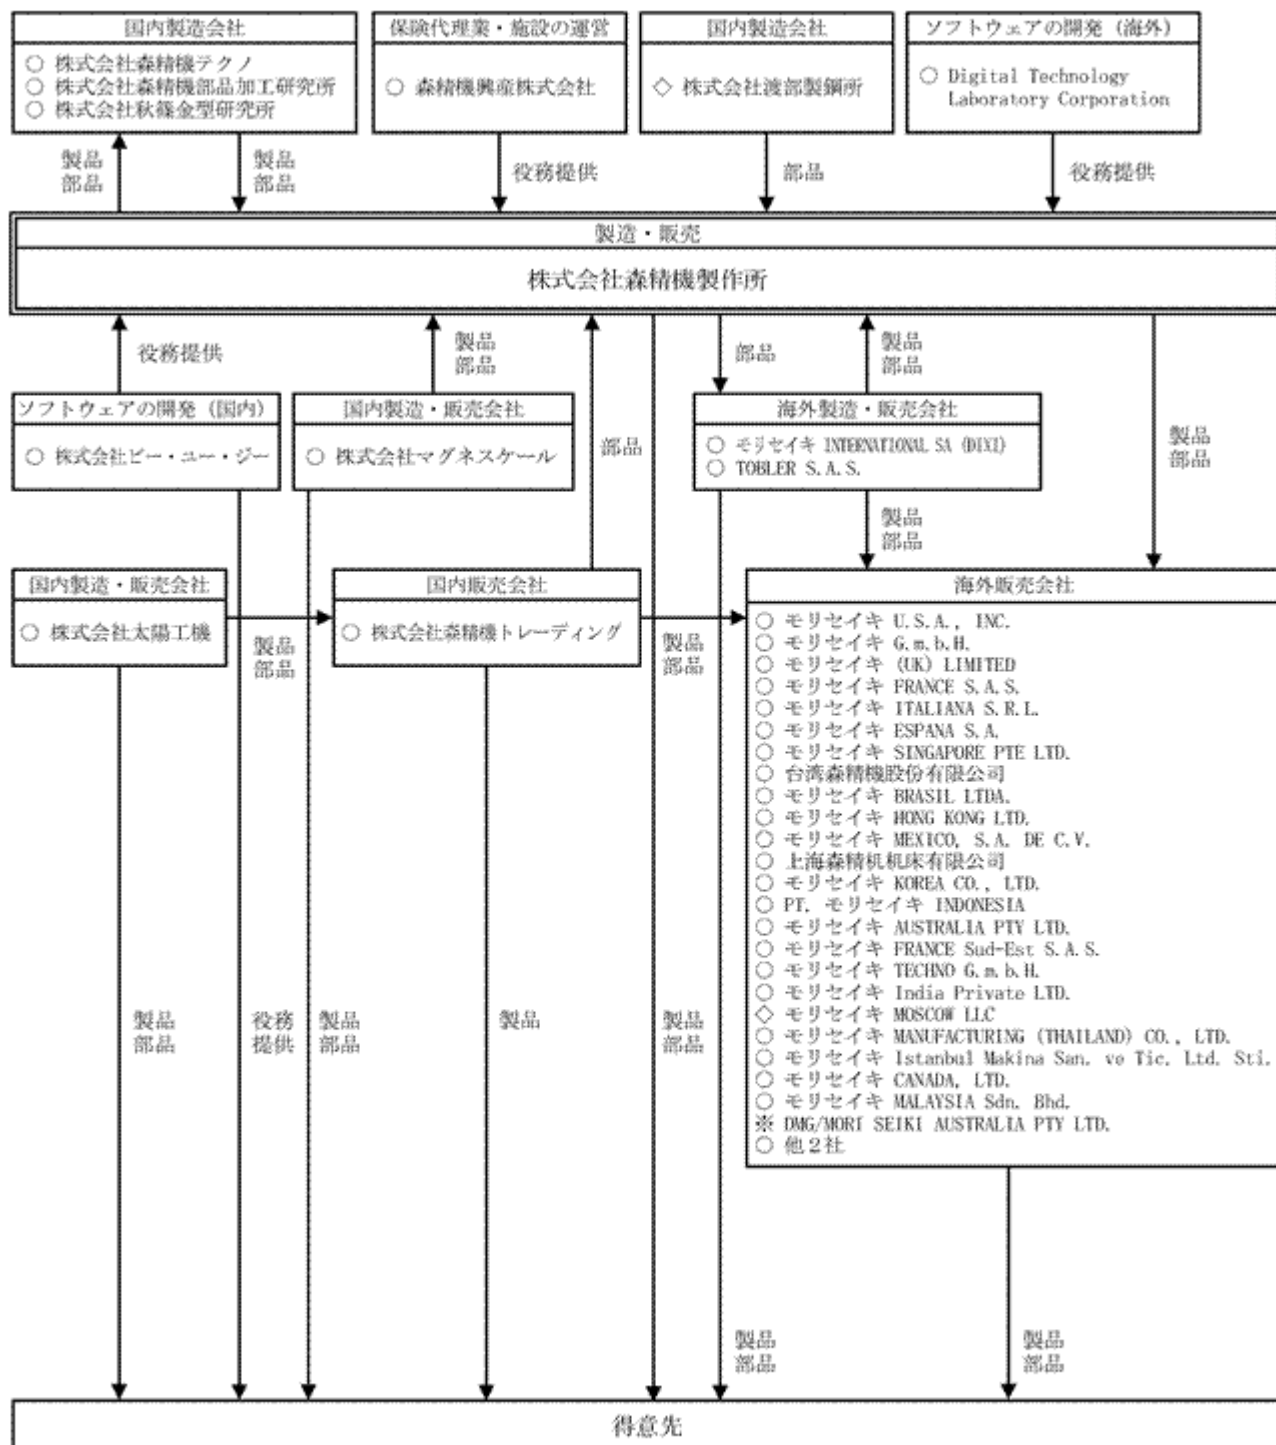 国内製造会社
○ 株式会社森精機テクノ
○ 株式会社森精機部品加工研究所
○ 株式会社秋篠金型研究所
保険代理業・施設の運営
○ 森精機興産株式会社
国内製造会社
◇ 株式会社渡部製鋼所
ソフトウェアの開発（海外）
○ Digital Technology
Laboratory Corporation
製品
部品
製品
部品
役務提供
部品
役務提供
製造・販売
株式会社森精機製作所
役務提供
製品
部品
部品
製品
部品
ソフトウェアの開発（国内）
○ 株式会社ビー・ユー・ジー
国内製造・販売会社
○ 株式会社マグネスケール
部品
海外製造・販売会社
○ モリセイキ INTERNATIONAL SA (DIXI)
○ TOBLER S.A.S.
製品
部品
製品
部品
国内製造・販売会社
○ 株式会社太陽工機
製品
部品
国内販売会社
○ 株式会社森精機トレーディング
製品
部品
海外販売会社
○ モリセイキ U.S.A., INC.
○ モリセイキ G.m.b.H.
○ モリセイキ (UK) LIMITED
○ モリセイキ FRANCE S.A.S.
○ モリセイキ ITALIANA S.R.L.
○ モリセイキ ESPANA S.A.
○ モリセイキ SINGAPORE PTE LTD.
○ 台湾森精機股份有限公司
○ モリセイキ BRASIL LTDA.
○ モリセイキ HONG KONG LTD.
○ モリセイキ MEXICO, S.A. DE C.V.
○ 上海森精机机床有限公司
○ モリセイキ KOREA CO., LTD.
○ PT. モリセイキ INDONESIA
○ モリセイキ AUSTRALIA PTY LTD.
○ モリセイキ FRANCE Sud-Est S.A.S.
○ モリセイキ TECHNO G.m.b.H.
○ モリセイキ India Private LTD.
◇ モリセイキ MOSCOW LLC
○ モリセイキ MANUFACTURING (THAILAND) CO., LTD.
○ モリセイキ Istanbul Makina San. ve Tic. Ltd. Sti.
○ モリセイキ CANADA, LTD.
○ モリセイキ MALAYSIA Sdn. Bhd.
※ DMG/MORI SEIKI AUSTRALIA PTY LTD.
○ 他２社
製品
部品
役務
提供
製品
部品
製品
製品
部品
製品
部品
製品
部品
得意先